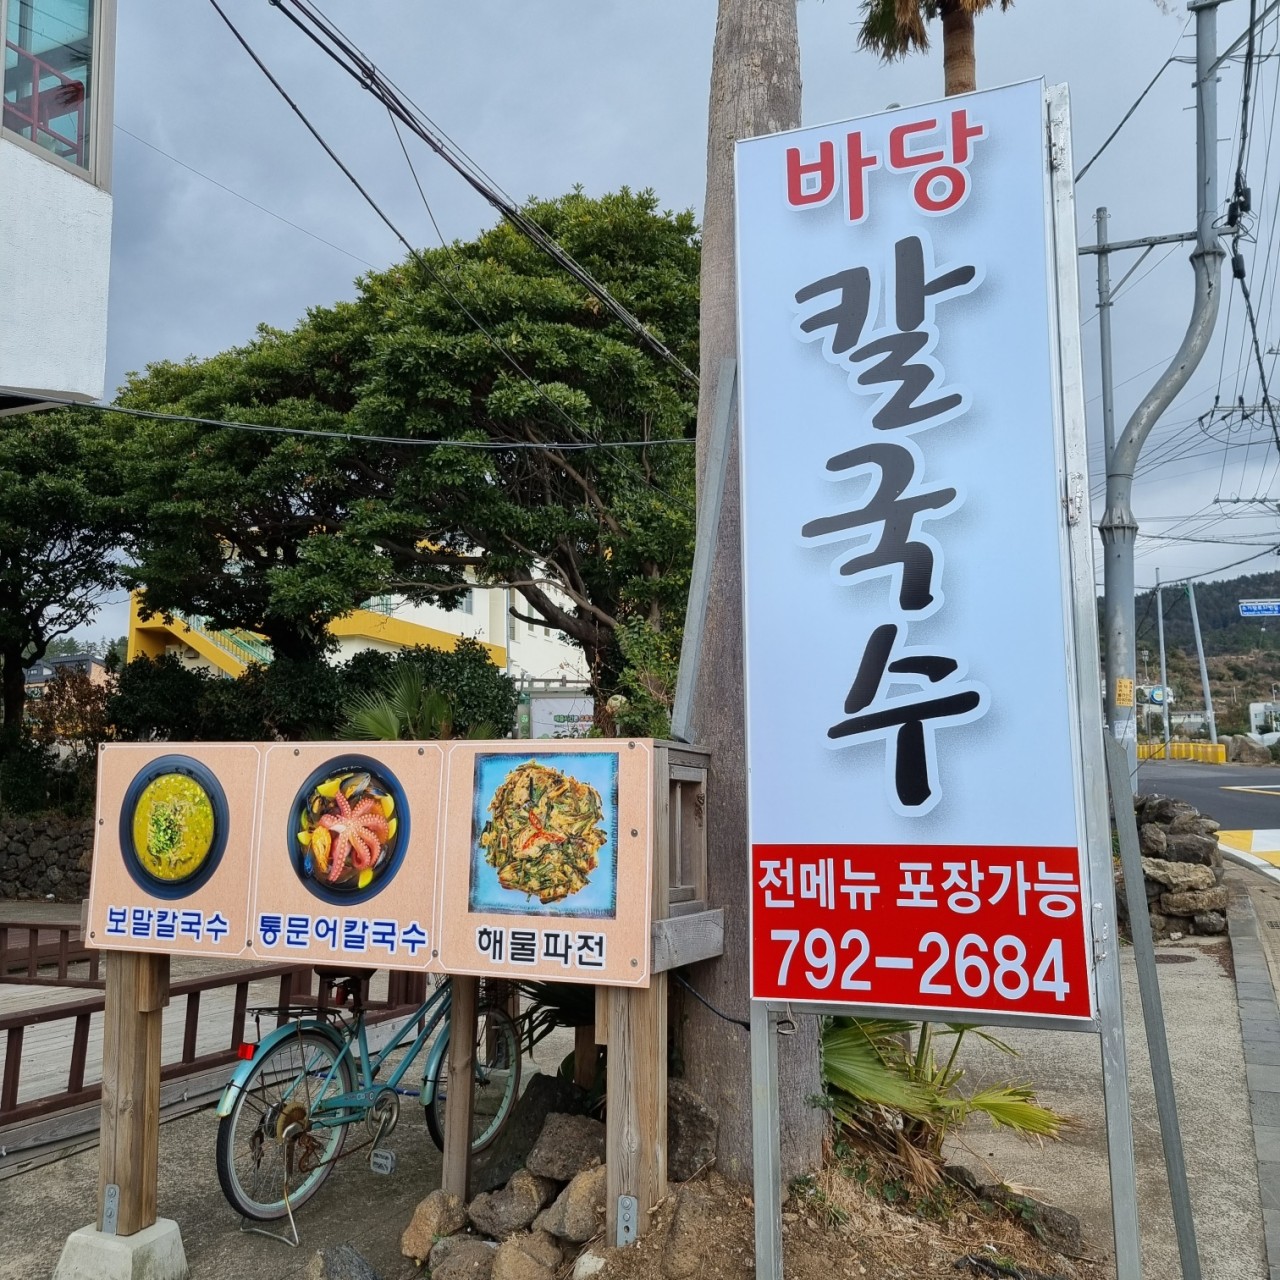 바당
칼국수
전메뉴 포장가능
792-2684
보말칼국수
통문어칼국수
해물파전